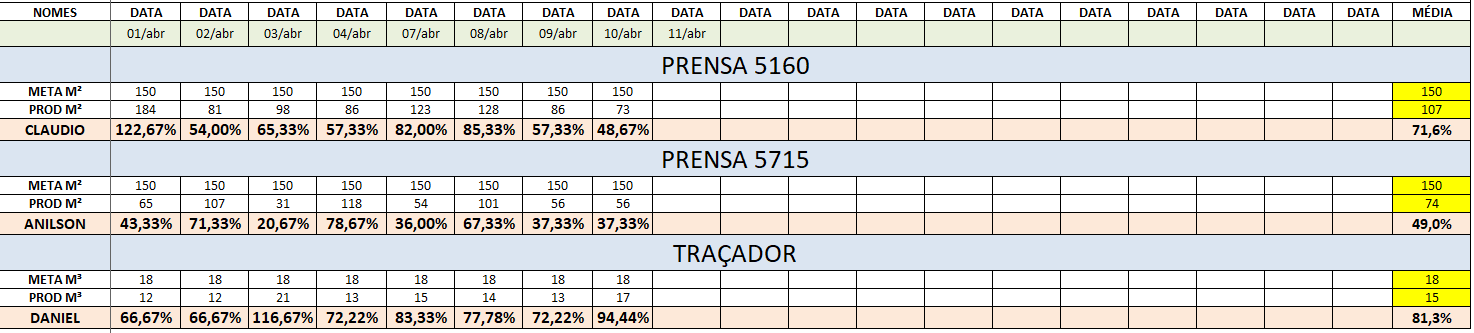 NOMES DATA DATA DATA DATA DATA DATA DATA DATA DATA DATA DATA DATA DATA DATA DATA DATA DATA DATA MÉDIA
01/abr 02/abr 03/abr 04/abr 07/abr 08/abr 09/abr 10/abr 11/abr
PRENSA 5160
META M² 150 150 150 150 150 150 150 150 150
PROD M² 184 81 98 86 123 128 86 73 107
CLAUDIO 122,67% 54,00% 65,33% 57,33% 82,00% 85,33% 57,33% 48,67% 71,6%
PRENSA 5715
META M² 150 150 150 150 150 150 150 150 150
PROD M² 65 107 31 118 54 101 56 56 74
ANILSON 43,33% 71,33% 20,67% 78,67% 36,00% 67,33% 37,33% 37,33% 49,0%
TRAÇADOR
META M³ 18 18 18 18 18 18 18 18 18
PROD M³ 12 12 21 13 15 14 13 17 15
DANIEL 66,67% 66,67% 116,67% 72,22% 83,33% 77,78% 72,22% 94,44% 81,3%